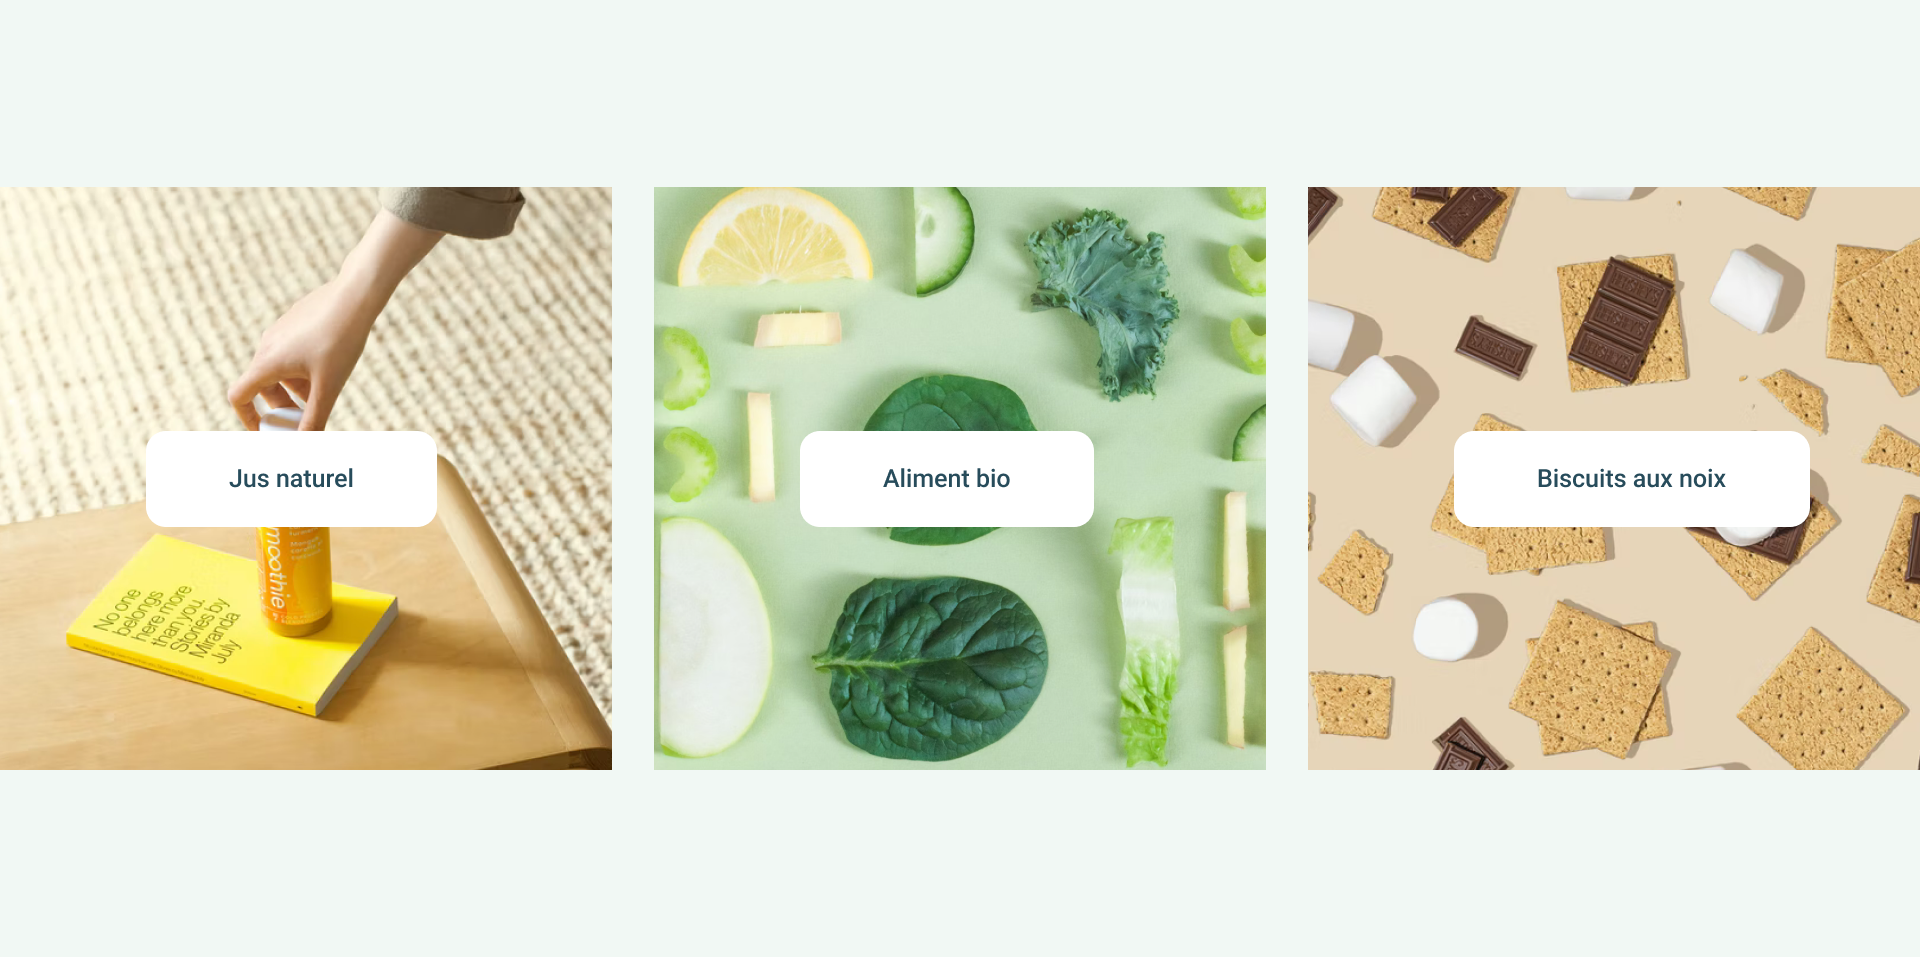 Jus naturel
Aliment bio
Biscuits aux noix
moothie
No one
belongs
here more
than you.
Stories by
Miranda
July